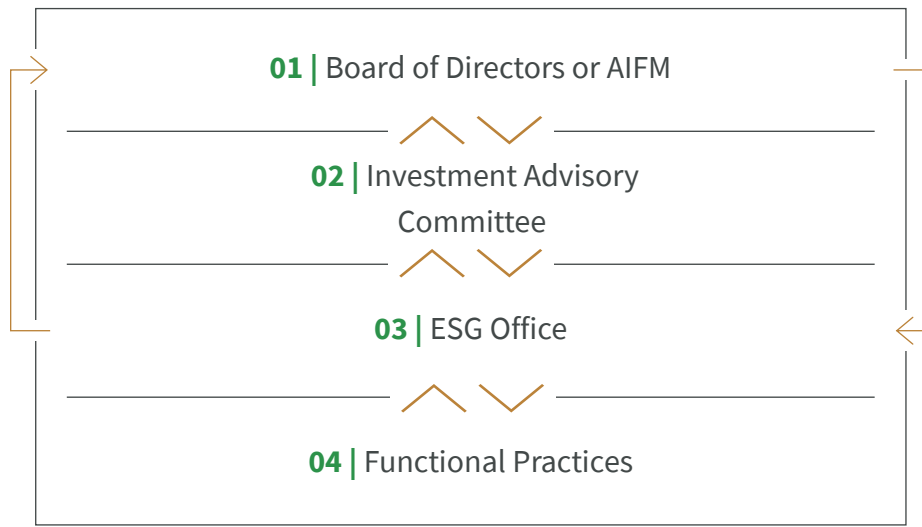 01 | Board of Directors or AIFM
02 | Investment Advisory
Committee
03 | ESG Office
04 | Functional Practices